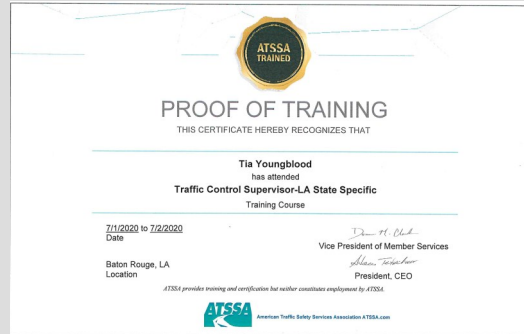 ATSSA
TRAINED
PROOF OF TRAINING
THIS CERTIFICATE HEREBY RECOGNIZES THAT
Tia Youngblood
has attended
Traffic Control Supervisor-LA State Specific
Training Course
7/1/2020 to 7/2/2020
Date
Vice President of Member Services
Baton Rouge, LA
Location
President, CEO
ATSSA provides training and certification but neither constitutes employment by ATSSA.
ATSSA American Traffic Safety Services Association ATSSA.com